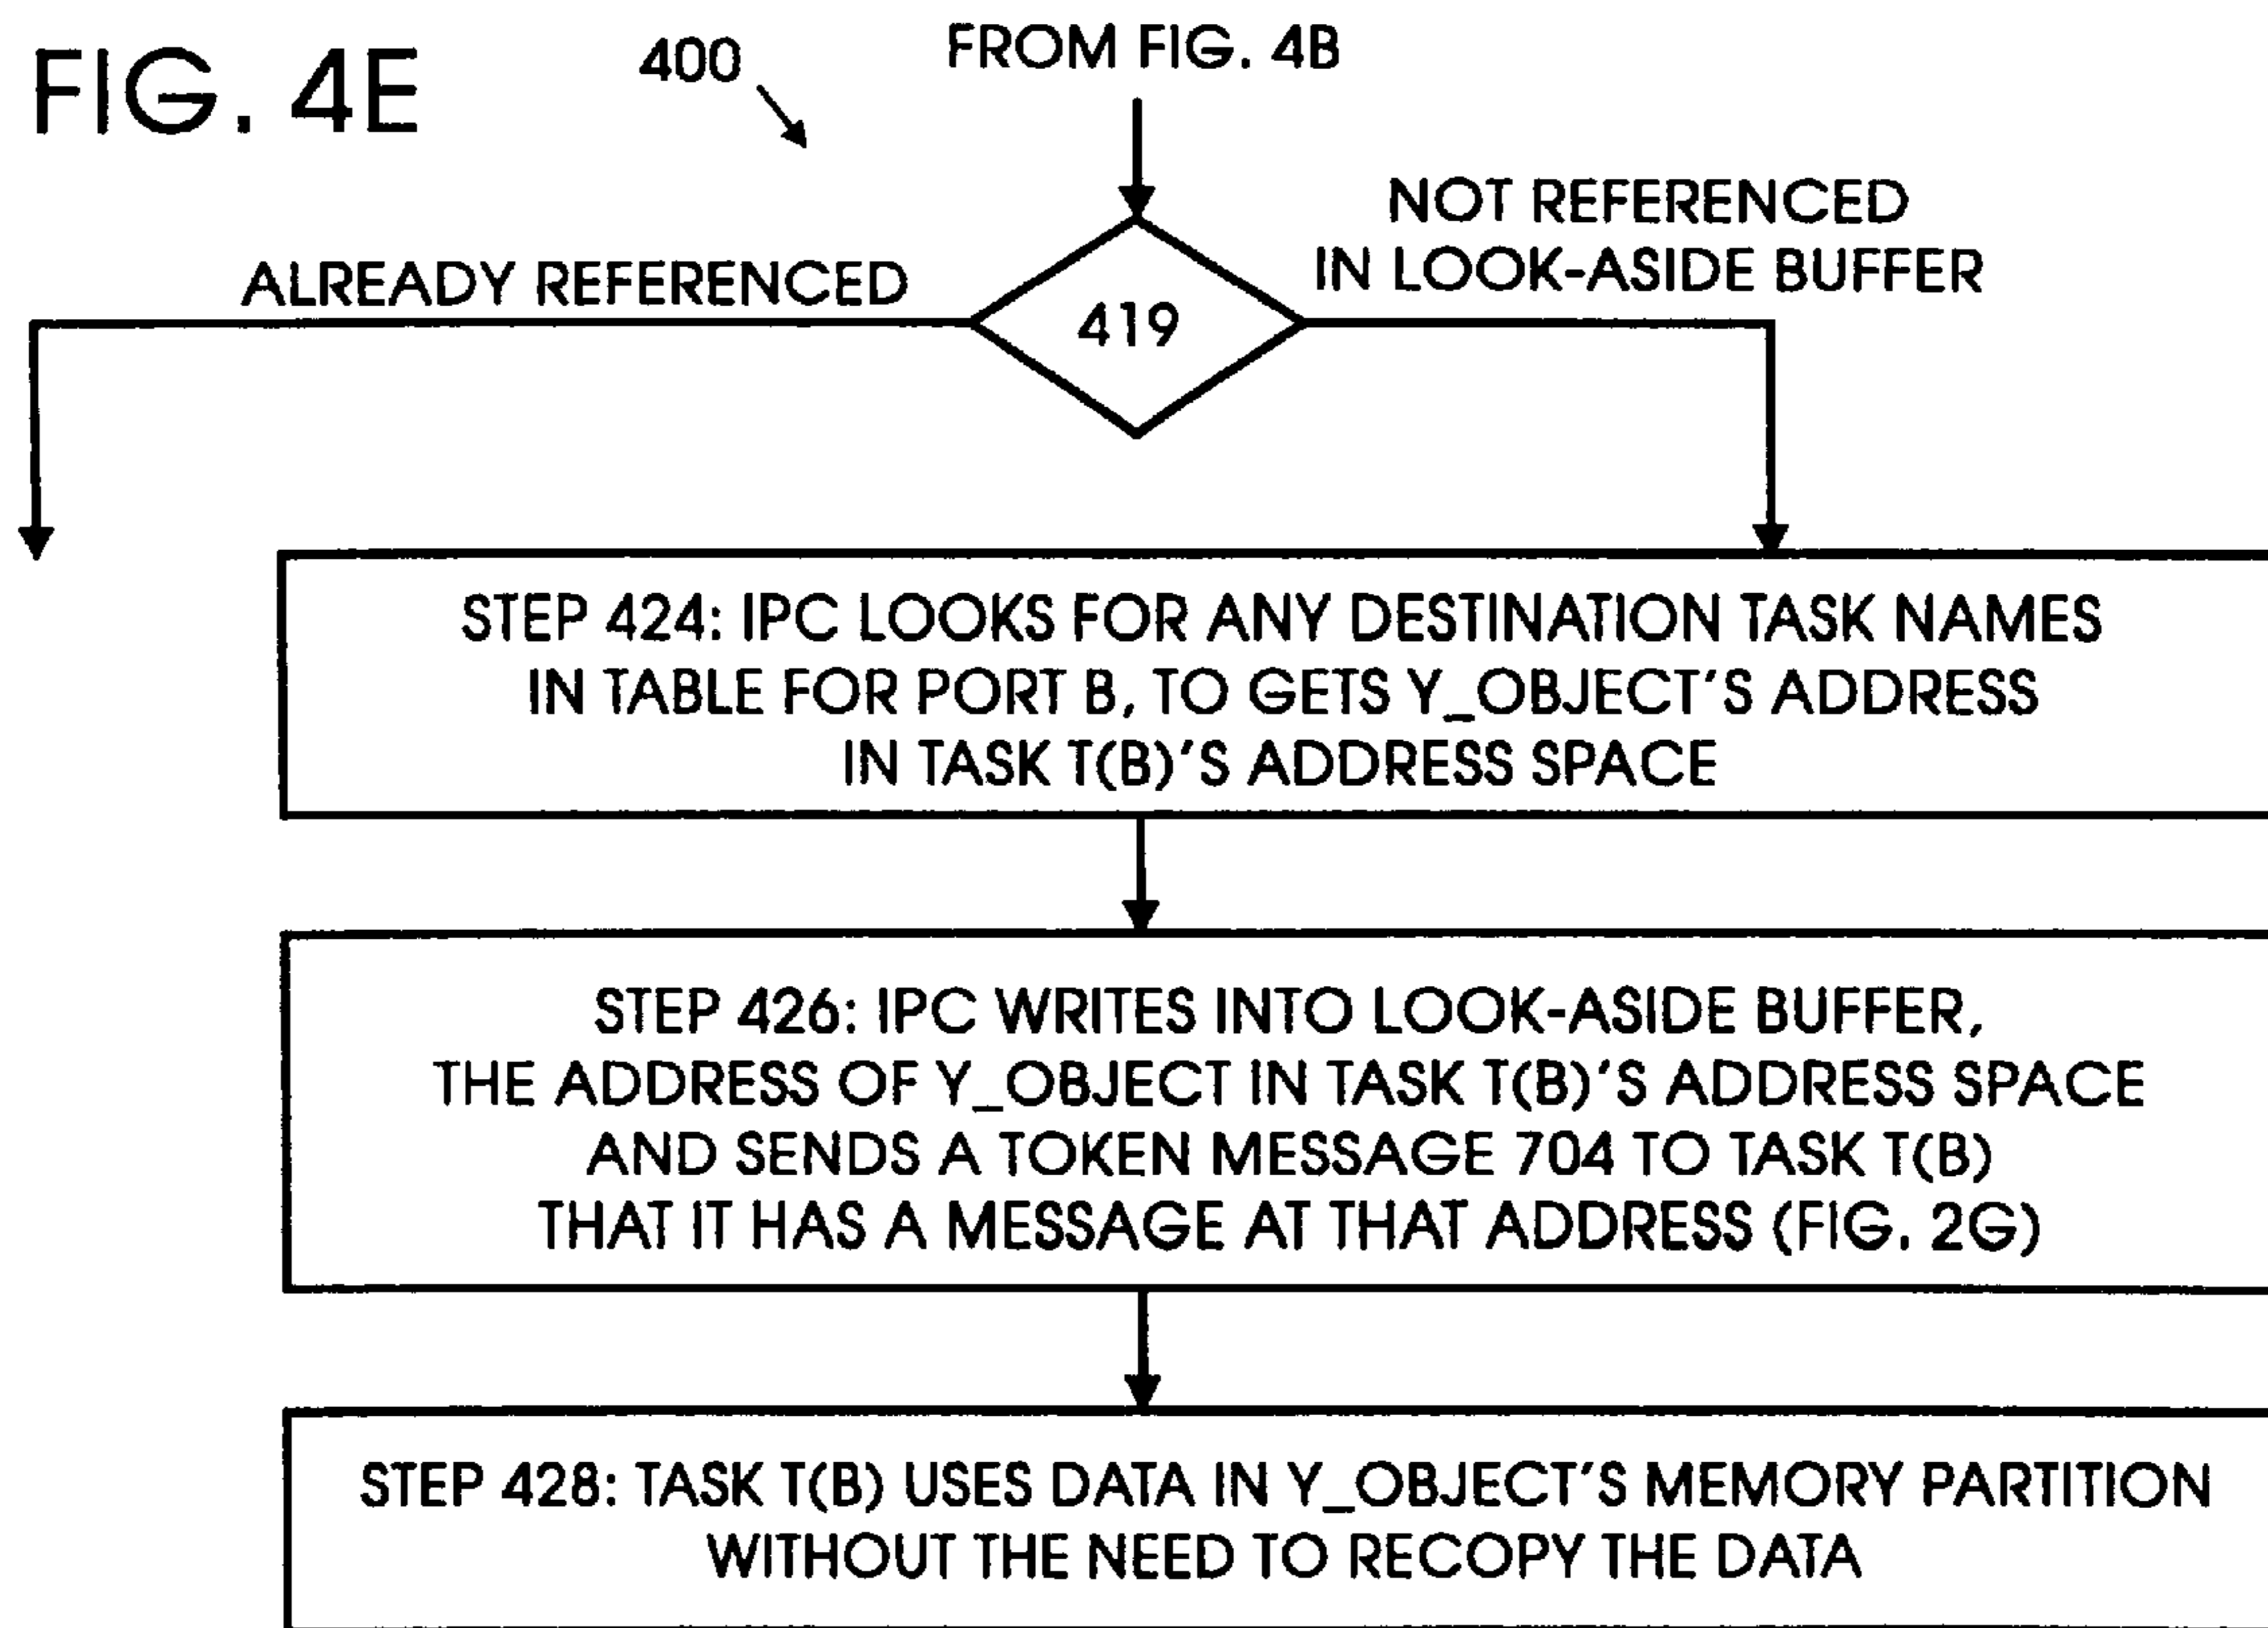 FIG. 4E
400
FROM FIG. 4B
NOT REFERENCED
IN LOOK-ASIDE BUFFER
ALREADY REFERENCED
419
STEP 424: IPC LOOKS FOR ANY DESTINATION TASK NAMES
IN TABLE FOR PORT B, TO GETS Y_OBJECT'S ADDRESS
IN TASK T(B)'S ADDRESS SPACE
STEP 426: IPC WRITES INTO LOOK-ASIDE BUFFER,
THE ADDRESS OF Y_OBJECT IN TASK T(B)'S ADDRESS SPACE
AND SENDS A TOKEN MESSAGE 704 TO TASK T(B)
THAT IT HAS A MESSAGE AT THAT ADDRESS (FIG. 2G)
STEP 428: TASK T(B) USES DATA IN Y_OBJECT'S MEMORY PARTITION
WITHOUT THE NEED TO RECOPY THE DATA